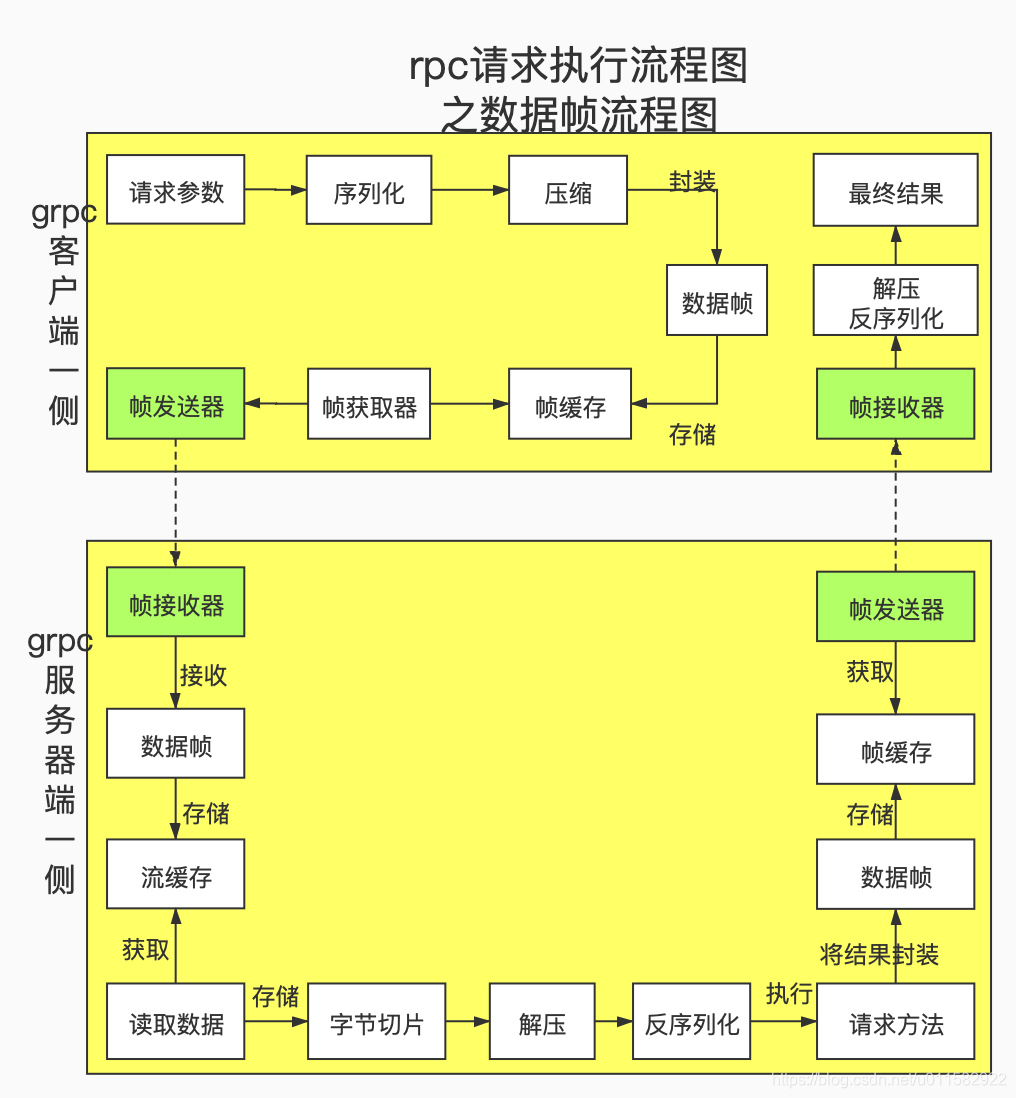 rpc请求执行流程图
之数据帧流程图
grpc
客
户
端
一
侧
请求参数
序列化
压缩
封装
最终结果
数据帧
解压
反序列化
帧发送器
帧获取器
帧缓存
存储
帧接收器
grpc
服
务
器
端
一
侧
帧接收器
接收
数据帧
存储
流缓存
获取
读取数据
存储
字节切片
解压
反序列化
执行
请求方法
将结果封装
数据帧
存储
帧缓存
获取
帧发送器
https://blog.csdn.net/u011582922